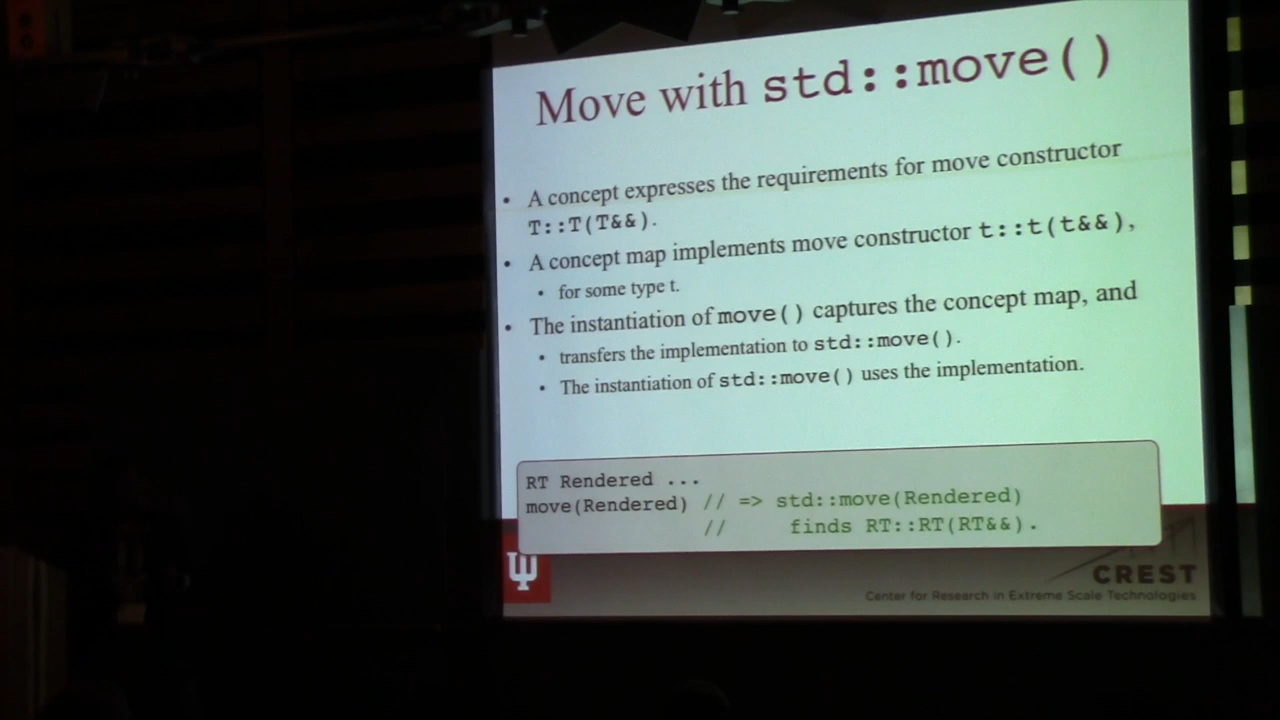 Move with std::move()
• A concept expresses the requirements for move constructor
T::T(T&&).
• A concept map implements move constructor t::t(t&&),
• for some type t.
• The instantiation of move() captures the concept map, and
• transfers the implementation to std::move().
• The instantiation of std::move() uses the implementation.
RT Rendered ...
move(Rendered) // => std::move(Rendered)
// finds RT::RT(RT&&).
CREST
Center for Research in Extreme Scale Technologies